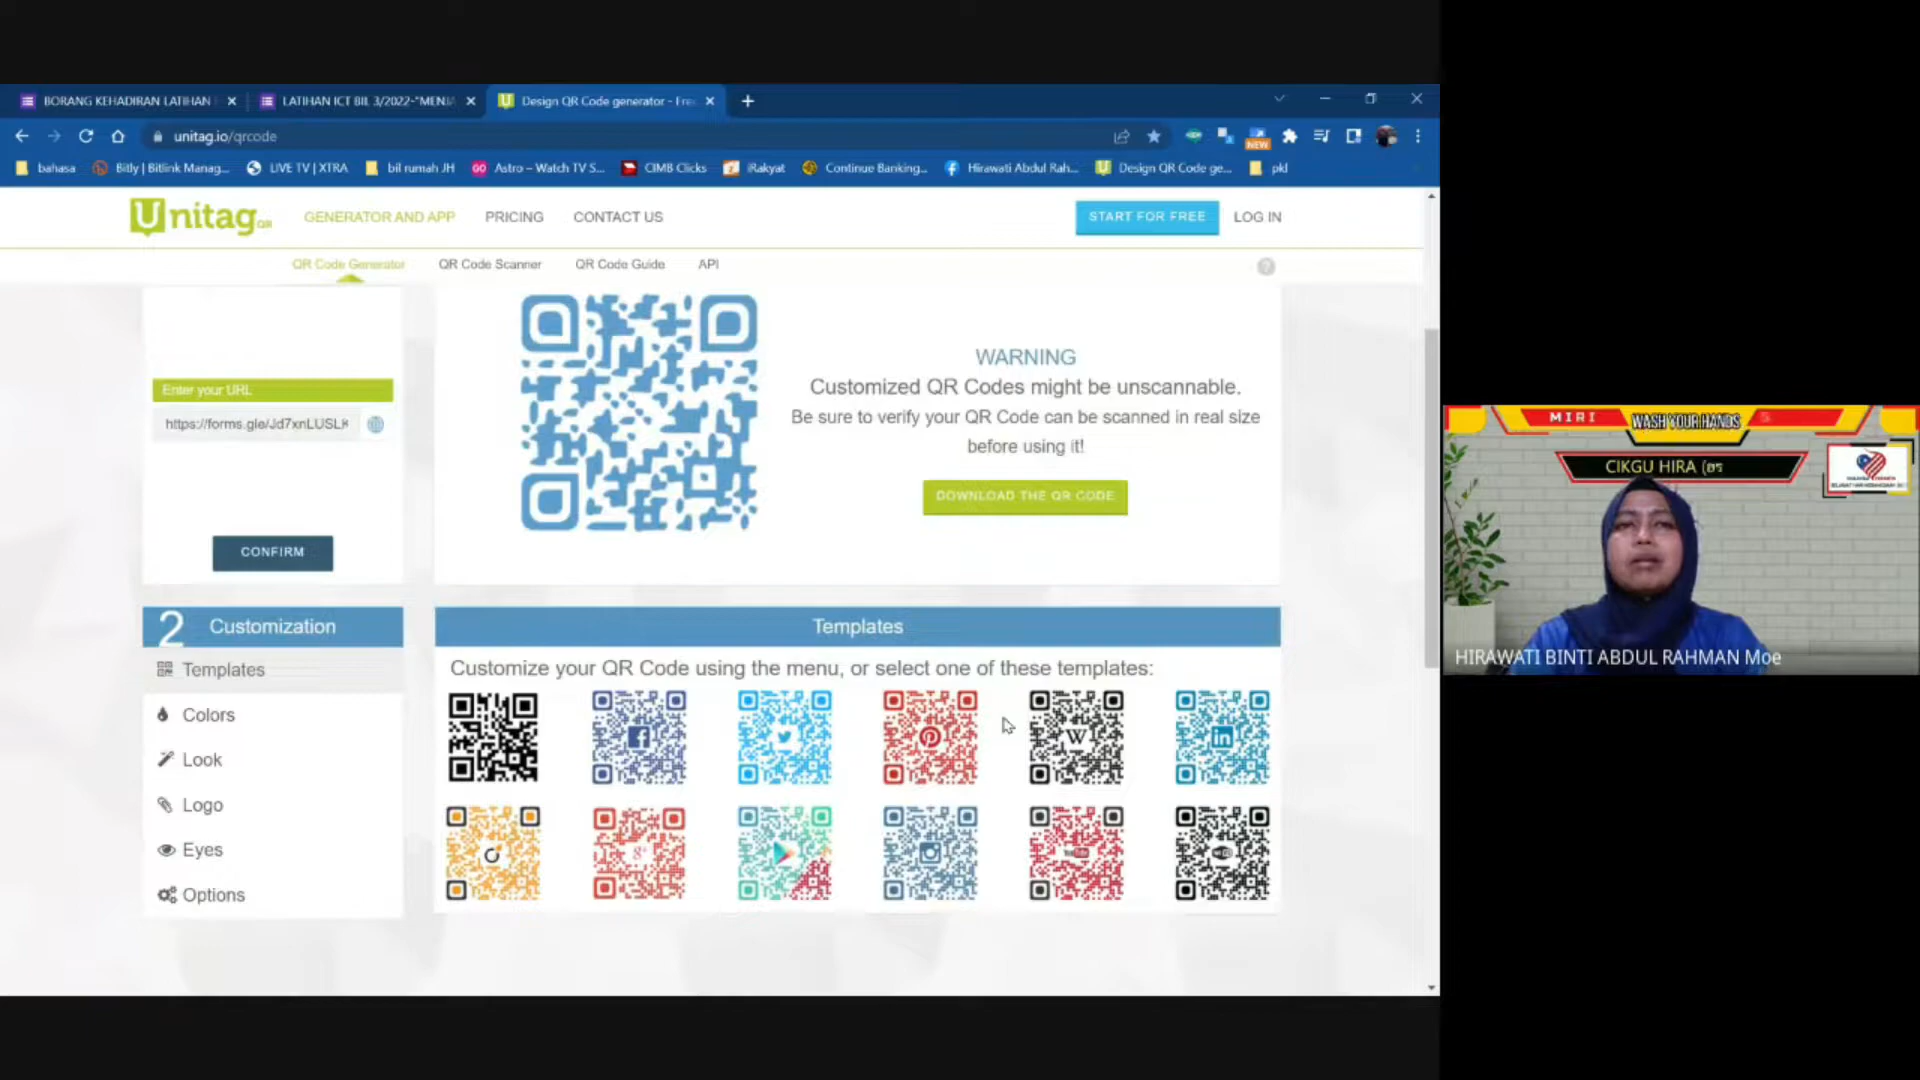 BORANG KEHADIRAN LATIHAN
LATIHAN ICT BIL 3/2022-"MENJA
Design QR Code generator - Free
unitag.io/qrcode
NEW
bahasa
Bitly | Bitlink Manag...
LIVE TV | XTRA
bil rumah JH
GO
Astro – Watch TV S...
CIMB Clicks
iRakyat
Continue Banking...
Hirawati Abdul Rah...
Design QR Code ge...
pkl
Unitag QR
GENERATOR AND APP
PRICING
CONTACT US
START FOR FREE
LOG IN
QR Code Generator
QR Code Scanner
QR Code Guide
API
?
Enter your URL
https://forms.gle/Jd7xnLUSLK
CONFIRM
WARNING
Customized QR Codes might be unscannable.
Be sure to verify your QR Code can be scanned in real size
before using it!
DOWNLOAD THE QR CODE
2 Customization
Templates
Colors
Look
Logo
Eyes
Options
Templates
Customize your QR Code using the menu, or select one of these templates:
MIRI
WASH YOUR HANDS
CIKGU HIRA
HIRAWATI BINTI ABDUL RAHMAN Moe